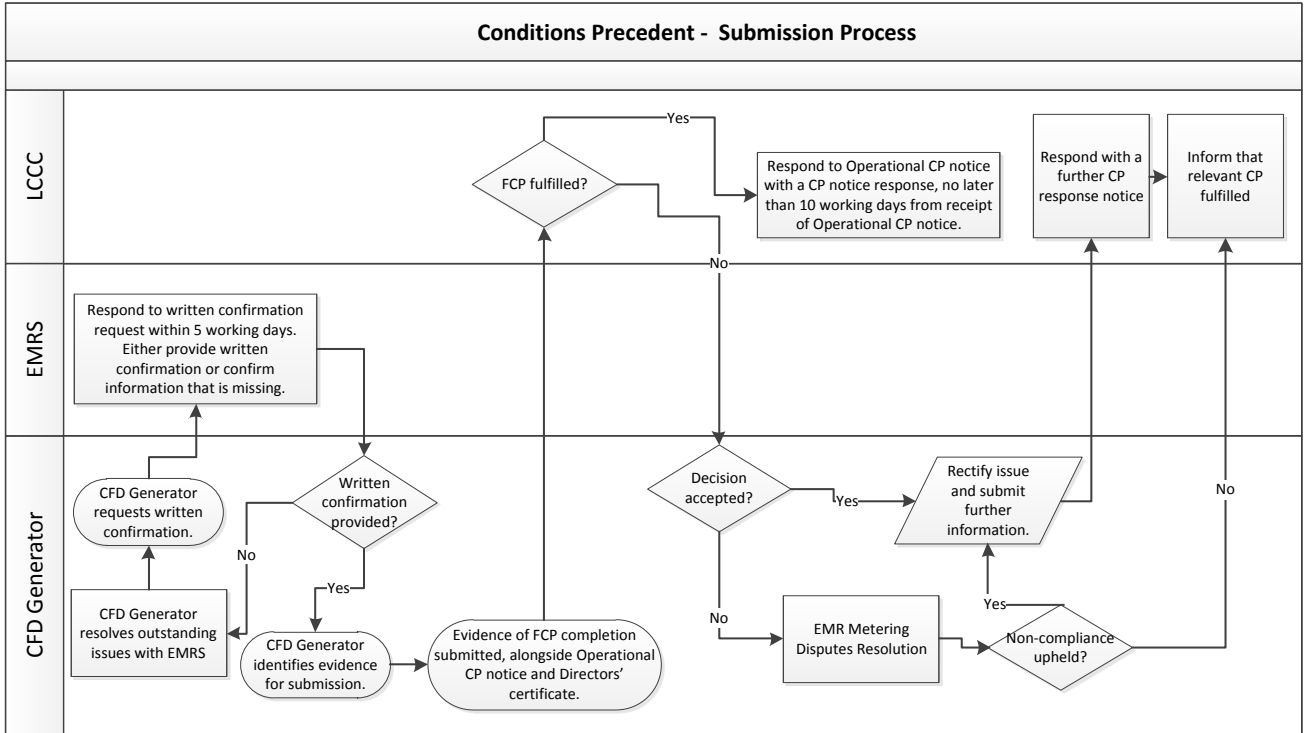 Conditions Precedent - Submission Process
LCCC
FCP fulfilled?
Yes
No
Respond to Operational CP notice
with a CP notice response, no later
than 10 working days from receipt
of Operational CP notice.
Respond with a
further CP
response notice
Inform that
relevant CP
fulfilled
EMRS
Respond to written confirmation
request within 5 working days.
Either provide written
confirmation or confirm
information that is missing.
CFD Generator
CFD Generator
requests written
confirmation.
Written
confirmation
provided?
No
Yes
CFD Generator
resolves outstanding
issues with EMRS
CFD Generator
identifies evidence
for submission.
Evidence of FCP completion
submitted, alongside Operational
CP notice and Directors’
certificate.
Decision
accepted?
Yes
No
Rectify issue
and submit
further
information.
EMR Metering
Disputes Resolution
Yes
Non-compliance
upheld?
No